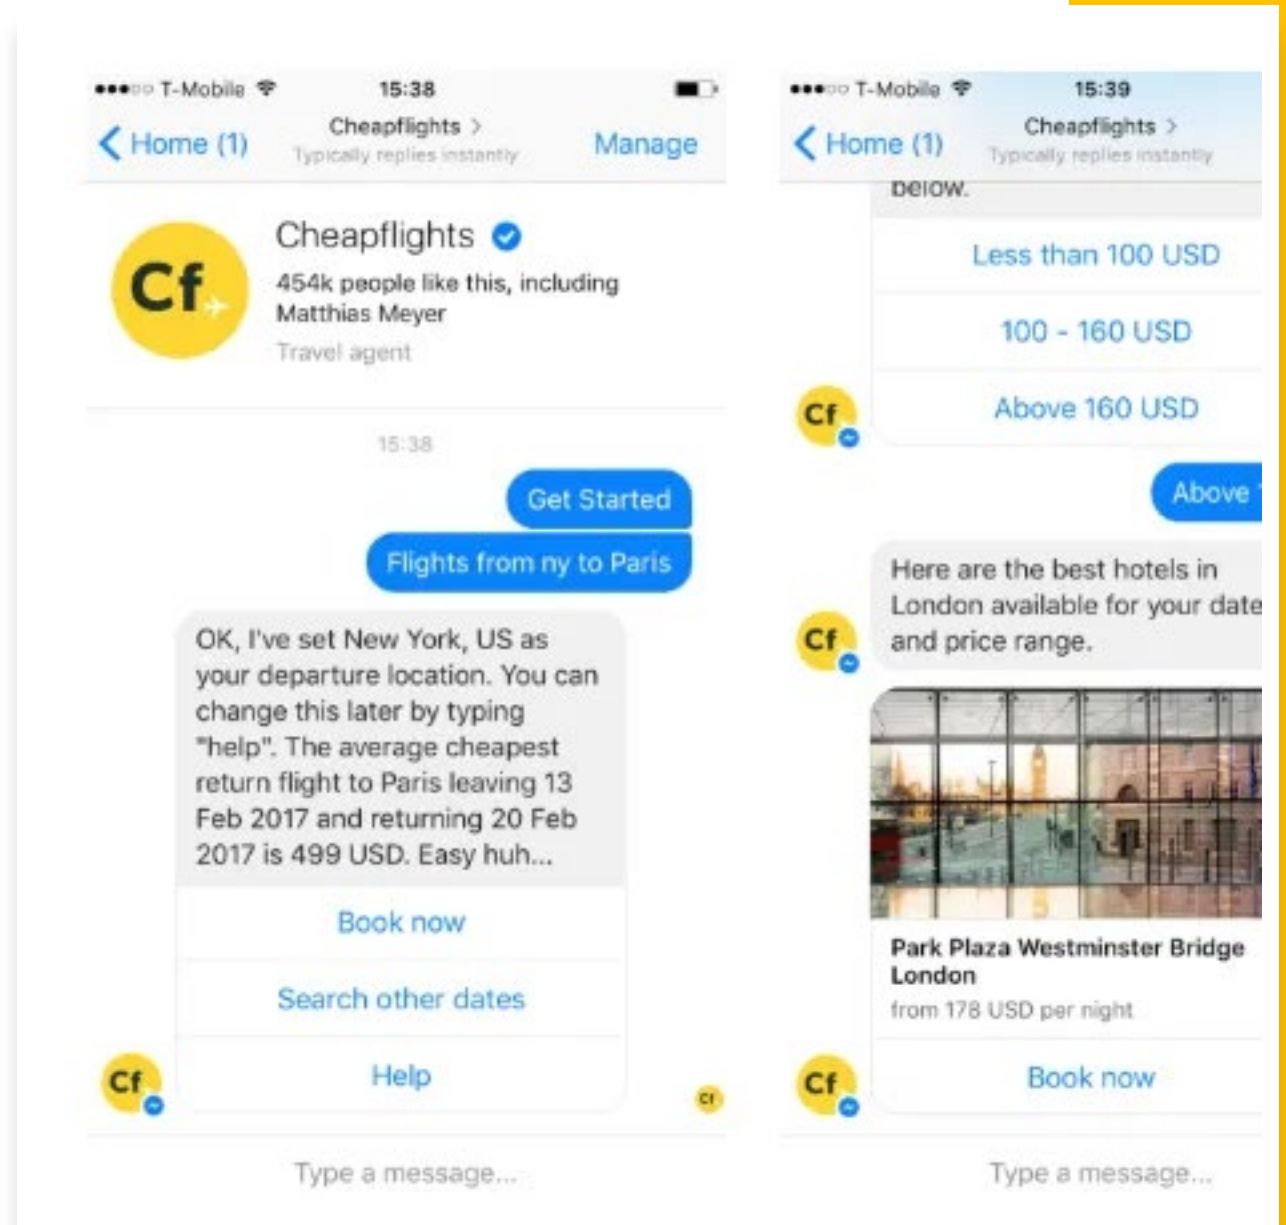 T-Mobile 15:38
Home (1) Cheapflights > Manage
Typically replies instantly
Cf
Cheapflights
454k people like this, including
Matthias Meyer
Travel agent
15:38
Get Started
Flights from ny to Paris
OK, I've set New York, US as
your departure location. You can
change this later by typing
"help". The average cheapest
return flight to Paris leaving 13
Feb 2017 and returning 20 Feb
2017 is 499 USD. Easy huh...
Book now
Search other dates
Help
Cf
Cf
Type a message...
T-Mobile 15:39
Home (1) Cheapflights >
Typically replies instantly
below.
Less than 100 USD
100 - 160 USD
Above 160 USD
Cf
Above
Here are the best hotels in
London available for your date
and price range.
Cf
Park Plaza Westminster Bridge
London
from 178 USD per night
Book now
Cf
Type a message...